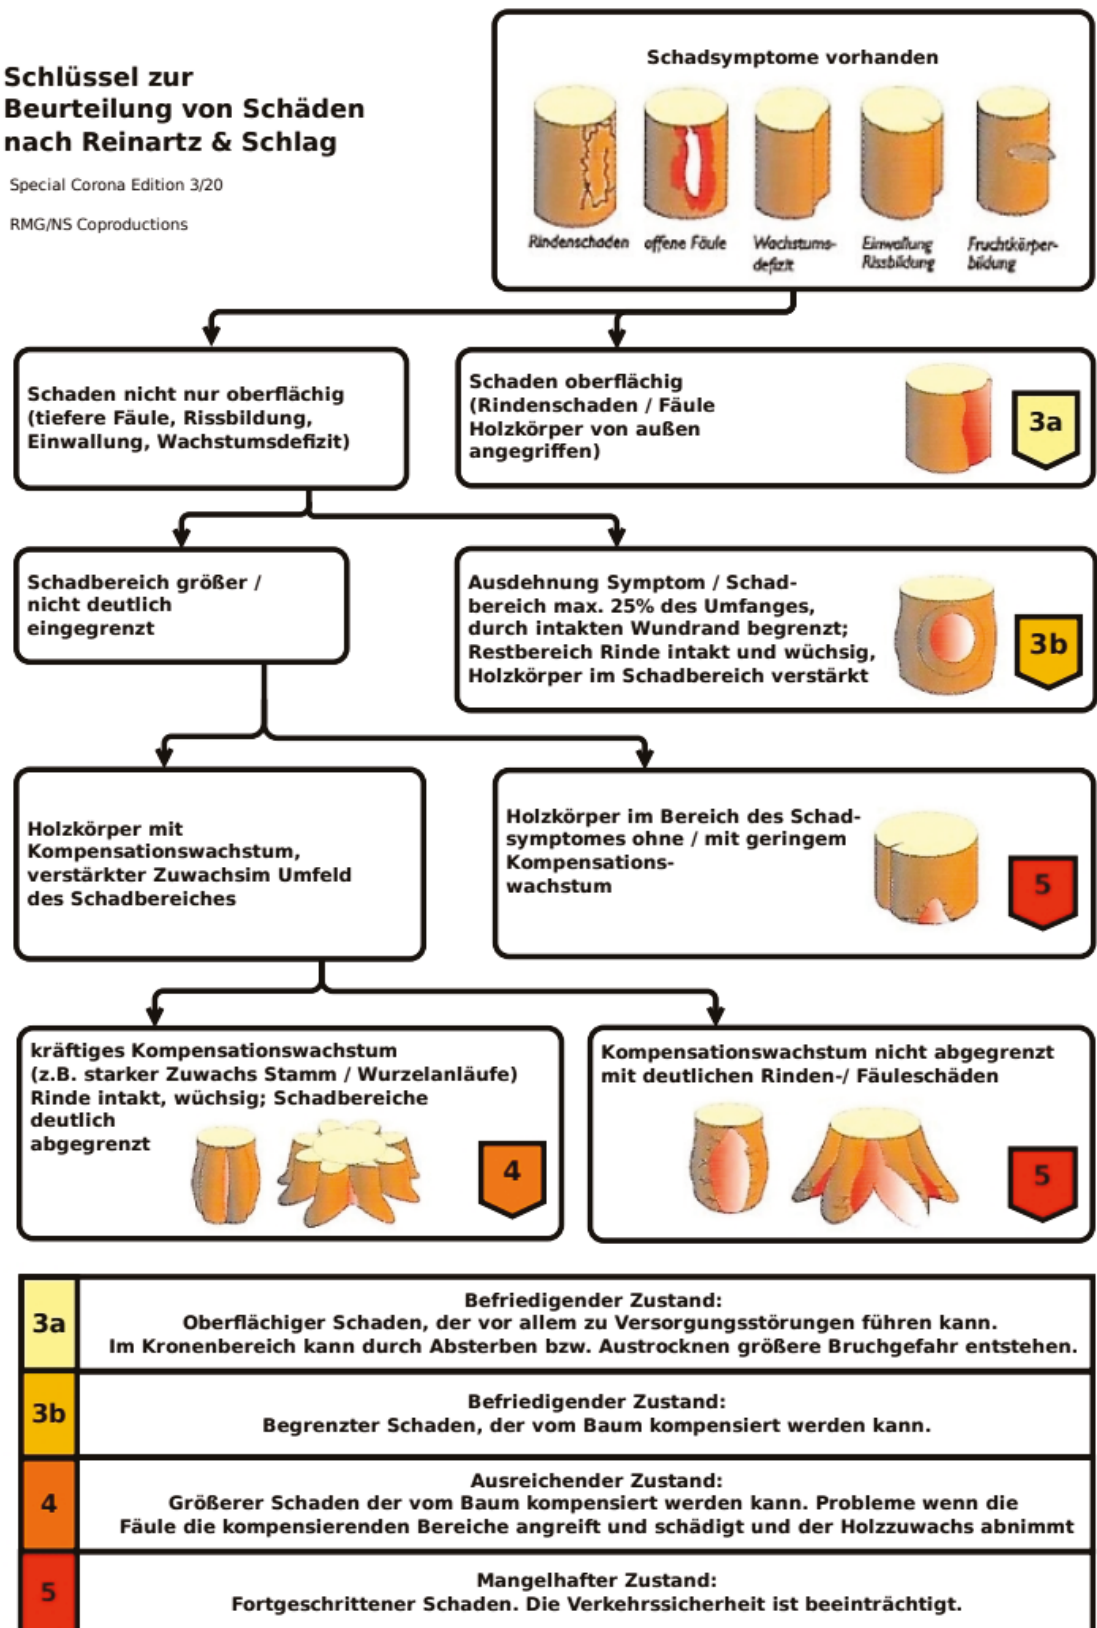 Schlüssel zur
Beurteilung von Schäden
nach Reinartz & Schlag
Special Corona Edition 3/20
RMG/NS Coproductions
Schadsymptome vorhanden
Rindenschaden
offene Fäule
Wachstums-
defizit
Einwallung
Rissbildung
Fruchtkörper-
bildung
Schaden nicht nur oberflächig
(tiefere Fäule, Rissbildung,
Einwallung, Wachstumsdefizit)
Schaden oberflächig
(Rindenschaden / Fäule
Holzkörper von außen
angegriffen)
3a
Schadbereich größer /
nicht deutlich
eingegrenzt
Ausdehnung Symptom / Schad-
bereich max. 25% des Umfanges,
durch intakten Wundrand begrenzt;
Restbereich Rinde intakt und wüchsig,
Holzkörper im Schadbereich verstärkt
3b
Holzkörper mit
Kompensationswachstum,
verstärkter Zuwachsim Umfeld
des Schadbereiches
Holzkörper im Bereich des Schad-
symptomes ohne / mit geringem
Kompensations-
wachstum
5
kräftiges Kompensationswachstum
(z.B. starker Zuwachs Stamm / Wurzelanläufe)
Rinde intakt, wüchsig; Schadbereiche
deutlich
abgegrenzt
4
Kompensationswachstum nicht abgegrenzt
mit deutlichen Rinden-/ Fäuleschäden
5
3a
Befriedigender Zustand:
Oberflächiger Schaden, der vor allem zu Versorgungsstörungen führen kann.
Im Kronenbereich kann durch Absterben bzw. Austrocknen größere Bruchgefahr entstehen.
3b
Befriedigender Zustand:
Begrenzter Schaden, der vom Baum kompensiert werden kann.
4
Ausreichender Zustand:
Größerer Schaden der vom Baum kompensiert werden kann. Probleme wenn die
Fäule die kompensierenden Bereiche angreift und schädigt und der Holzzuwachs abnimmt
5
Mangelhafter Zustand:
Fortgeschrittener Schaden. Die Verkehrssicherheit ist beeinträchtigt.